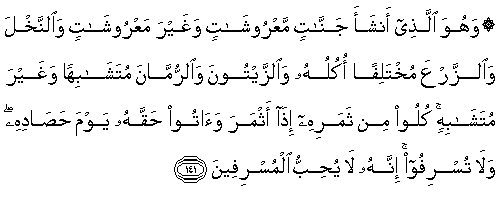 ۞ وَهُوَ ٱلَّذِىٓ أَنشَأَ جَنَّـٰتٍ مَّعْرُوشَـٰتٍ وَغَيْرَ مَعْرُوشَـٰتٍ وَٱلنَّخْلَ
وَٱلزَّرْعَ مُخْتَلِفًا أُكُلُهُۥ وَٱلزَّيْتُونَ وَٱلرُّمَّانَ مُتَشَـٰبِهًا وَغَيْرَ
مُتَشَـٰبِهٍ ۚ كُلُوا۟ مِن ثَمَرِهِۦٓ إِذَآ أَثْمَرَ وَءَاتُوا۟ حَقَّهُۥ يَوْمَ حَصَادِهِۦ ۖ
وَلَا تُسْرِفُوٓا۟ ۚ إِنَّهُۥ لَا يُحِبُّ ٱلْمُسْرِفِينَ ١٤١